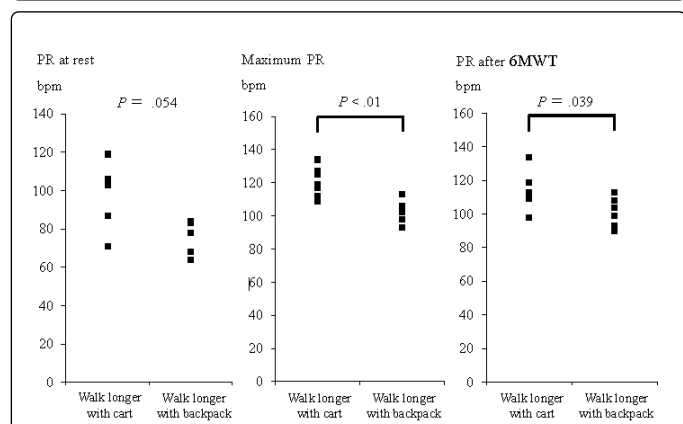 PR at rest
bpm
P = .054
140
120
100
80
60
40
20
0
Walk longer
with cart
Walk longer
with backpack
Maximum PR
bpm
P < .01
160
140
120
100
80
60
40
20
0
Walk longer
with cart
Walk longer
with backpack
PR after 6MWT
bpm
P = .039
160
140
120
100
80
60
40
20
0
Walk longer
with cart
Walk longer
with backpack